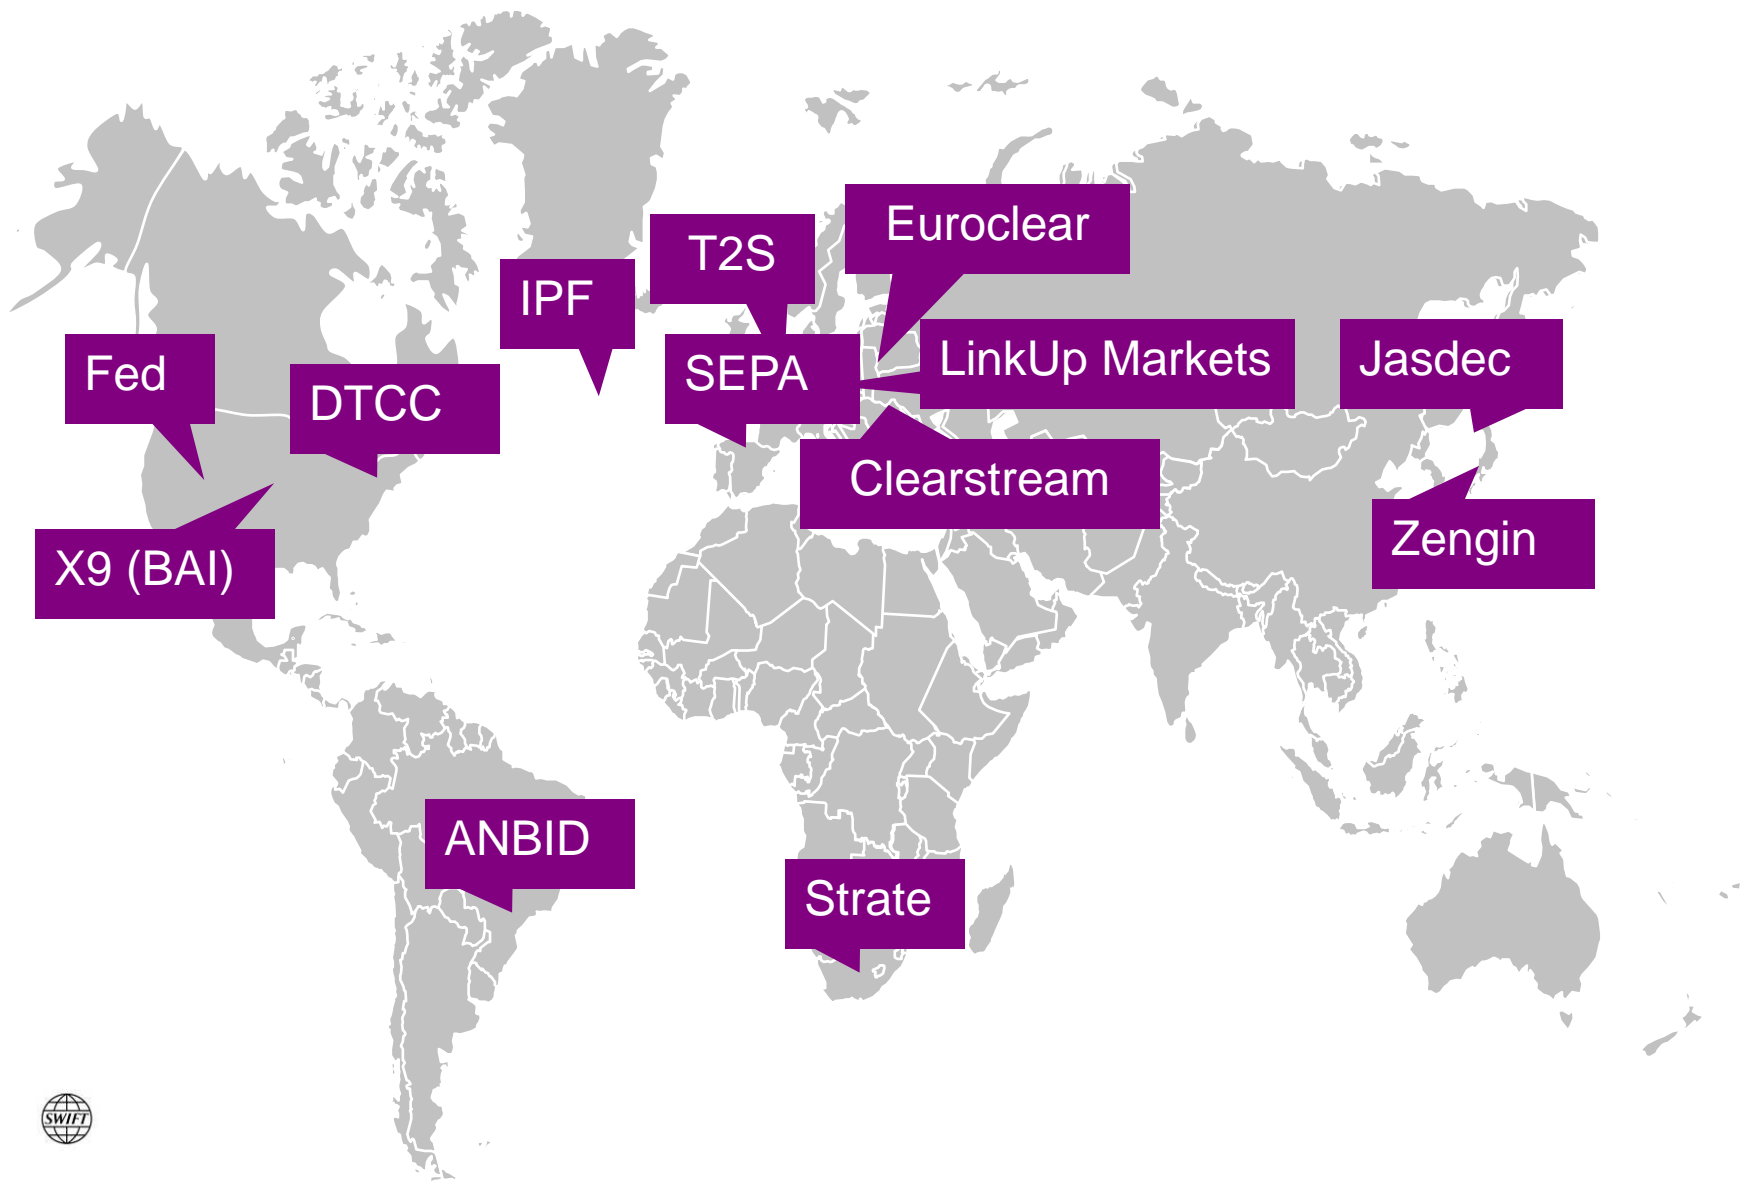 Euroclear
T2S
IPF
Fed
DTCC
SEPA
LinkUp Markets
Jasdec
Clearstream
X9 (BAI)
Zengin
ANBID
Strate
SWIFT